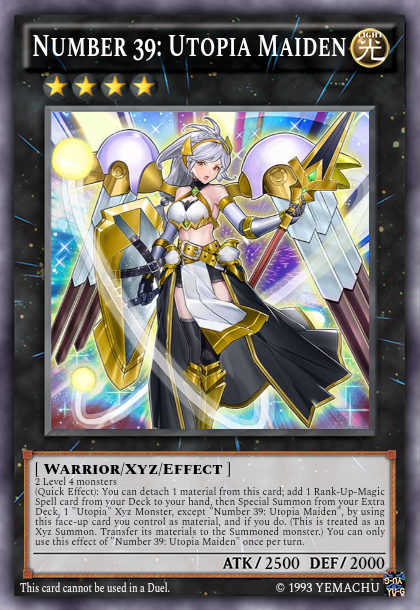 NUMBER 39: UTOPIA MAIDEN
LIGHT
光
[ WARRIOR/XYZ/EFFECT ]
2 Level 4 monsters
(Quick Effect): You can detach 1 material from this card; add 1 Rank-Up-Magic
Spell card from your Deck to your hand, then Special Summon from your Extra
Deck, 1 "Utopia" Xyz Monster, except "Number 39: Utopia Maiden", by using
this face-up card you control as material, and if you do. (This is treated as
an Xyz Summon. Transfer its materials to the Summoned monster.) You can only
use this effect of "Number 39: Utopia Maiden" once per turn.
ATK / 2500 DEF / 2000
This card cannot be used in a Duel.
© 1993 YEMACHU